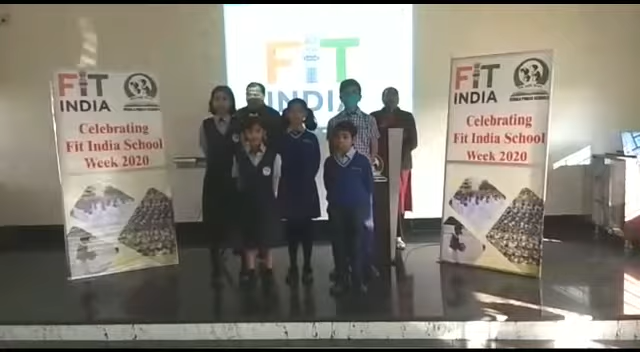 FIT
INDIA
Celebrating
Fit India School
Week 2020
FIT
INDIA
FIT
INDIA
Celebrating
Fit India School
Week 2020